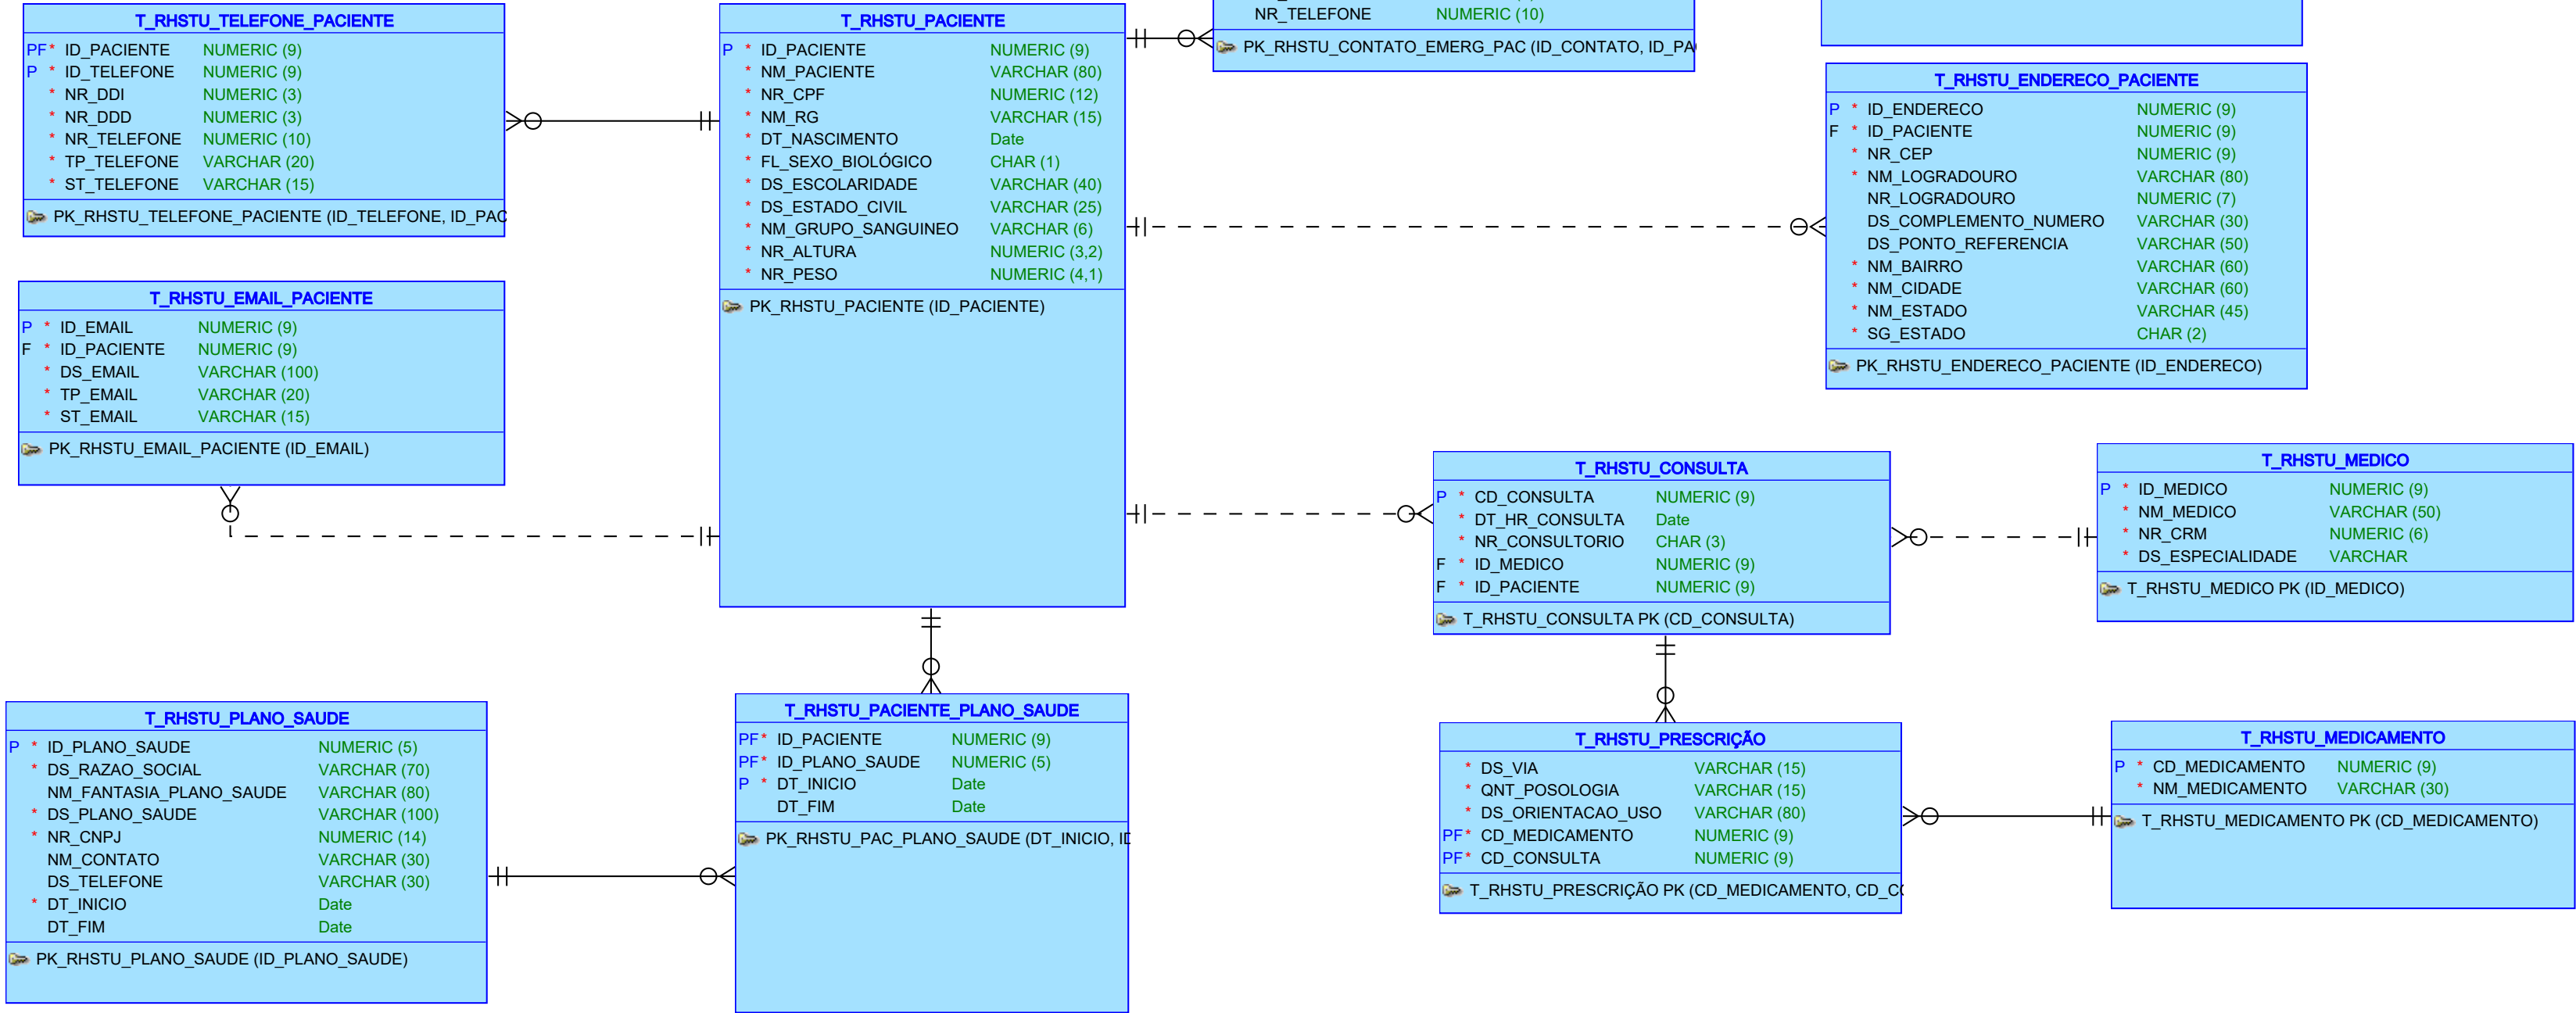 T_RHSTU_TELEFONE_PACIENTE
PF * ID_PACIENTE NUMERIC (9)
P * ID_TELEFONE NUMERIC (9)
* NR_DDI NUMERIC (3)
* NR_DDD NUMERIC (3)
* NR_TELEFONE NUMERIC (10)
* TP_TELEFONE VARCHAR (20)
* ST_TELEFONE VARCHAR (15)
PK_RHSTU_TELEFONE_PACIENTE (ID_TELEFONE, ID_PAC
T_RHSTU_PACIENTE
P * ID_PACIENTE NUMERIC (9)
* NM_PACIENTE VARCHAR (80)
* NR_CPF NUMERIC (12)
* NM_RG VARCHAR (15)
* DT_NASCIMENTO Date
* FL_SEXO_BIOLÓGICO CHAR (1)
* DS_ESCOLARIDADE VARCHAR (40)
* DS_ESTADO_CIVIL VARCHAR (25)
* NM_GRUPO_SANGUINEO VARCHAR (6)
* NR_ALTURA NUMERIC (3,2)
* NR_PESO NUMERIC (4,1)
PK_RHSTU_PACIENTE (ID_PACIENTE)
NR_TELEFONE NUMERIC (10)
PK_RHSTU_CONTATO_EMERG_PAC (ID_CONTATO, ID_PA
T_RHSTU_ENDERECO_PACIENTE
P * ID_ENDERECO NUMERIC (9)
F * ID_PACIENTE NUMERIC (9)
* NR_CEP NUMERIC (9)
* NM_LOGRADOURO VARCHAR (80)
NR_LOGRADOURO NUMERIC (7)
DS_COMPLEMENTO_NUMERO VARCHAR (30)
DS_PONTO_REFERENCIA VARCHAR (50)
* NM_BAIRRO VARCHAR (60)
* NM_CIDADE VARCHAR (60)
* NM_ESTADO VARCHAR (45)
* SG_ESTADO CHAR (2)
PK_RHSTU_ENDERECO_PACIENTE (ID_ENDERECO)
T_RHSTU_EMAIL_PACIENTE
P * ID_EMAIL NUMERIC (9)
F * ID_PACIENTE NUMERIC (9)
* DS_EMAIL VARCHAR (100)
* TP_EMAIL VARCHAR (20)
* ST_EMAIL VARCHAR (15)
PK_RHSTU_EMAIL_PACIENTE (ID_EMAIL)
T_RHSTU_CONSULTA
P * CD_CONSULTA NUMERIC (9)
* DT_HR_CONSULTA Date
* NR_CONSULTORIO CHAR (3)
F * ID_MEDICO NUMERIC (9)
F * ID_PACIENTE NUMERIC (9)
T_RHSTU_CONSULTA PK (CD_CONSULTA)
T_RHSTU_MEDICO
P * ID_MEDICO NUMERIC (9)
* NM_MEDICO VARCHAR (50)
* NR_CRM NUMERIC (6)
* DS_ESPECIALIDADE VARCHAR
T_RHSTU_MEDICO PK (ID_MEDICO)
T_RHSTU_PLANO_SAUDE
P * ID_PLANO_SAUDE NUMERIC (5)
* DS_RAZAO_SOCIAL VARCHAR (70)
NM_FANTASIA_PLANO_SAUDE VARCHAR (80)
* DS_PLANO_SAUDE VARCHAR (100)
* NR_CNPJ NUMERIC (14)
NM_CONTATO VARCHAR (30)
DS_TELEFONE VARCHAR (30)
* DT_INICIO Date
DT_FIM Date
PK_RHSTU_PLANO_SAUDE (ID_PLANO_SAUDE)
T_RHSTU_PACIENTE_PLANO_SAUDE
PF * ID_PACIENTE NUMERIC (9)
PF * ID_PLANO_SAUDE NUMERIC (5)
P * DT_INICIO Date
DT_FIM Date
PK_RHSTU_PAC_PLANO_SAUDE (DT_INICIO, ID
T_RHSTU_PRESCRIÇÃO
* DS_VIA VARCHAR (15)
* QNT_POSOLOGIA VARCHAR (15)
* DS_ORIENTACAO_USO VARCHAR (80)
PF * CD_MEDICAMENTO NUMERIC (9)
PF * CD_CONSULTA NUMERIC (9)
T_RHSTU_PRESCRIÇÃO PK (CD_MEDICAMENTO, CD_C
T_RHSTU_MEDICAMENTO
P * CD_MEDICAMENTO NUMERIC (9)
* NM_MEDICAMENTO VARCHAR (30)
T_RHSTU_MEDICAMENTO PK (CD_MEDICAMENTO)